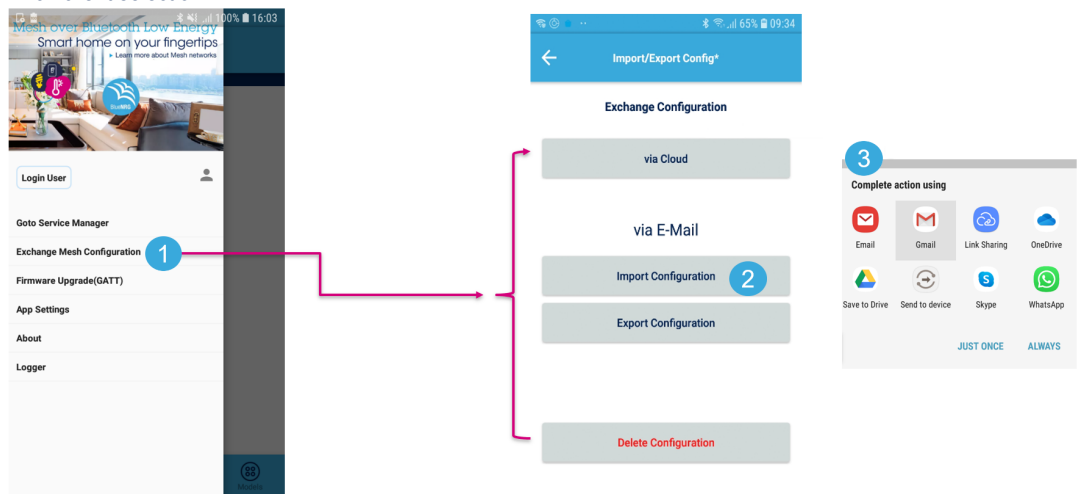 100% 16:03
Mesh over Bluetooth Low Energy
Smart home on your fingertips
Learn more about Mesh networks
BlueNRG
Login User
Goto Service Manager
Exchange Mesh Configuration
1
Firmware Upgrade(GATT)
App Settings
About
Logger
Models
65% 09:34
Import/Export Config*
Exchange Configuration
via Cloud
via E-Mail
Import Configuration
2
Export Configuration
Delete Configuration
3
Complete action using
Email Gmail Link Sharing OneDrive
Save to Drive Send to device Skype WhatsApp
JUST ONCE ALWAYS